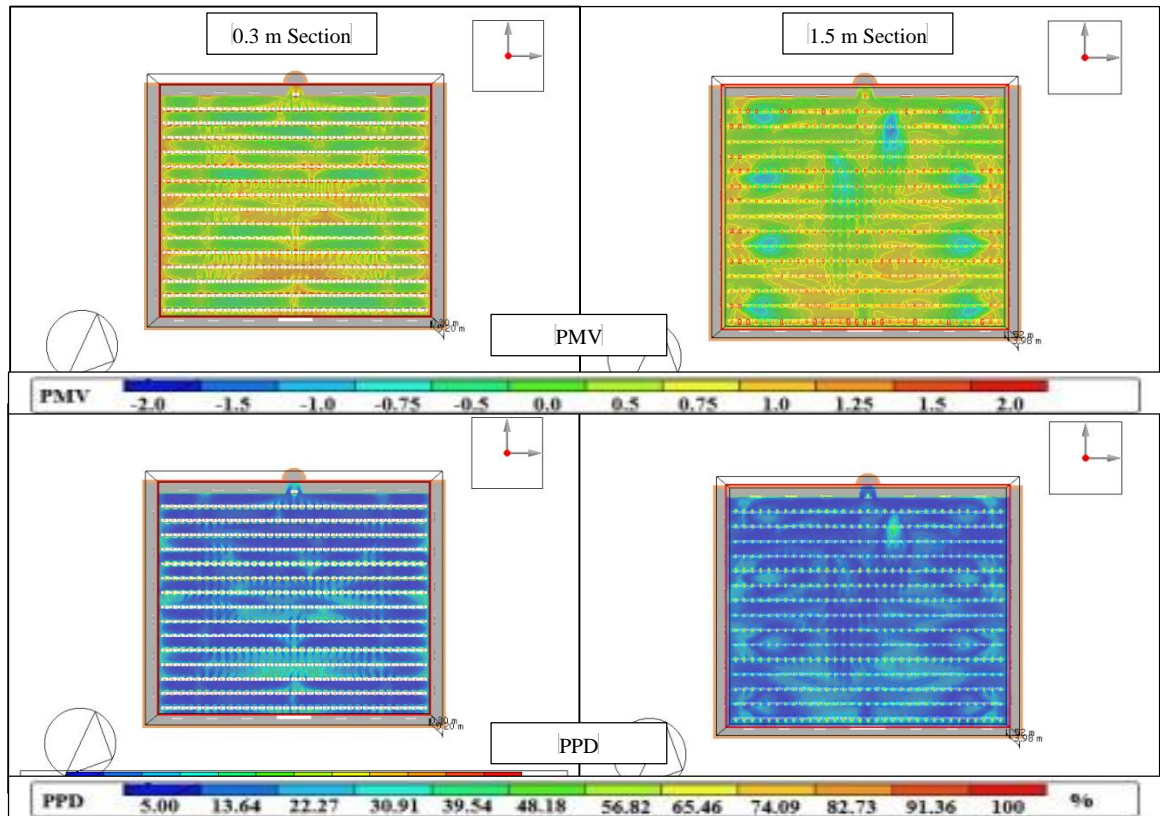 0.3 m Section
1.5 m Section
PMV
PMV -2.0 -1.5 -1.0 -0.75 -0.5 0.0 0.5 0.75 1.0 1.25 1.5 2.0
PPD
PPD 5.00 13.64 22.27 30.91 39.54 48.18 56.82 65.46 74.09 82.73 91.36 100 %